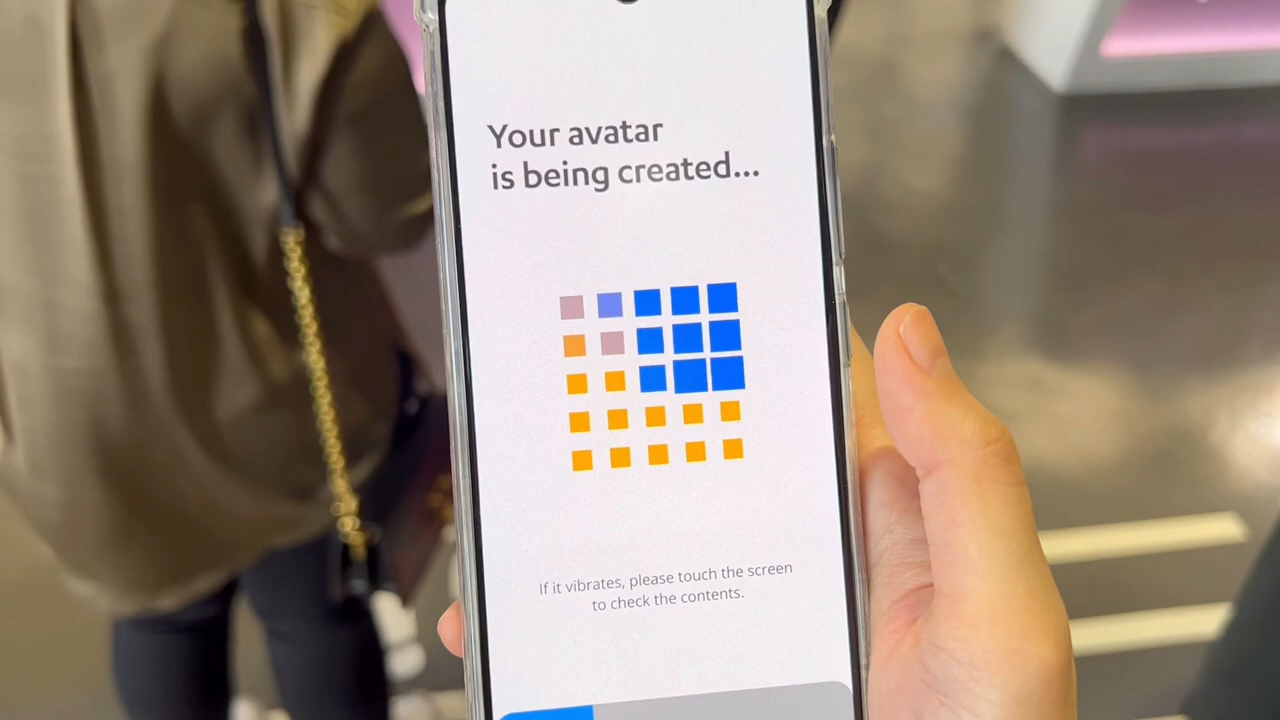 Your avatar
is being created...
If it vibrates, please touch the screen
to check the contents.